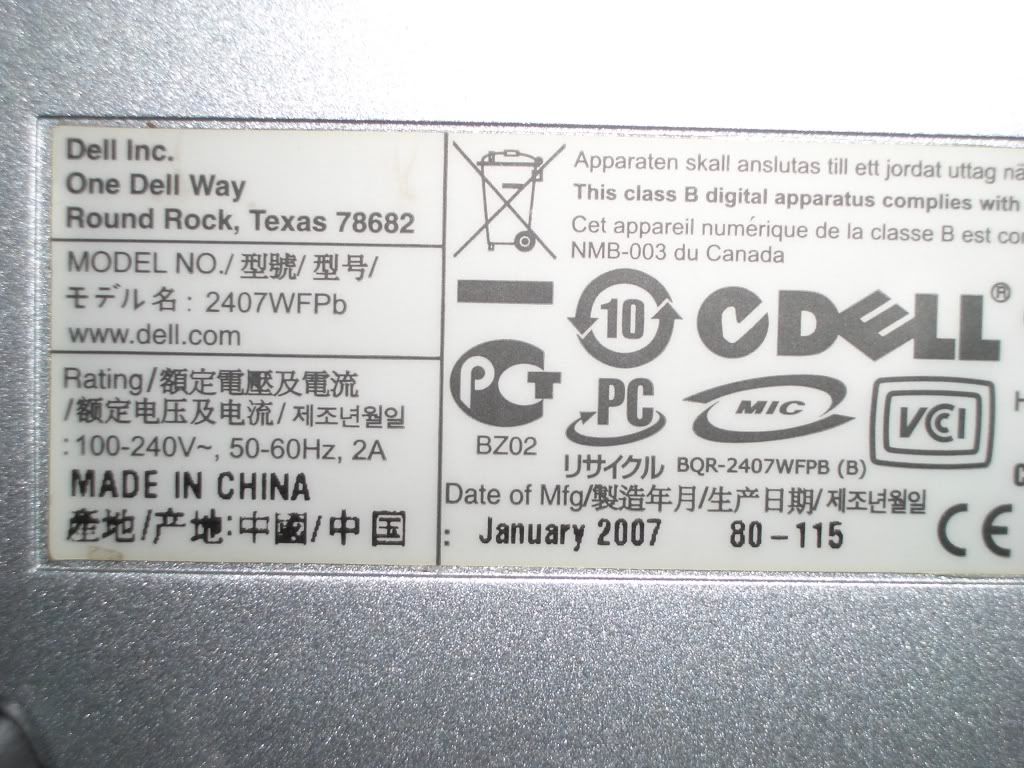 Dell Inc.
One Dell Way
Round Rock, Texas 78682
MODEL NO./ 型號/ 型号/
モデル名: 2407WFPb
www.dell.com
Rating/額定電壓及電流
/额定电压及电流/ 제조년월일
: 100-240V~, 50-60Hz, 2A
MADE IN CHINA
產地/产地:中國/中国
Apparaten skall anslutas till ett jordat uttag
This class B digital apparatus complies with
Cet appareil numérique de la classe B est
NMB-003 du Canada
10
DELL®
PCT
BZ02
PC
リサイクル
MIC
BQR-2407WFPB (B)
VCCI
Date of Mfg/製造年月/生产日期/ 제조년월일
: January 2007 80-115
CE